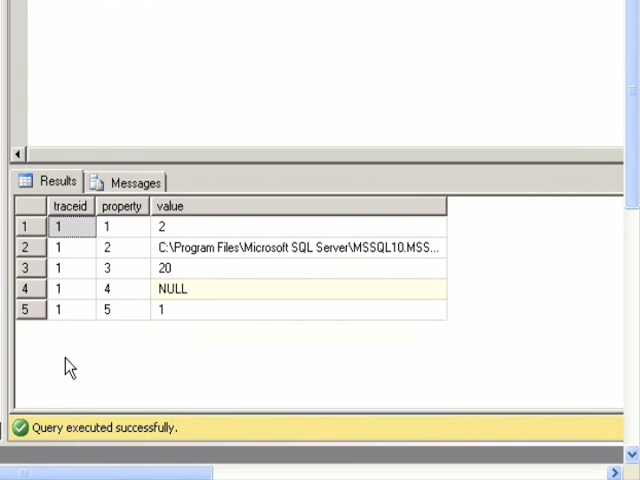 Results Messages
traceid property value
1 1 1 2
2 1 2 C:\Program Files\Microsoft SQL Server\MSSQL10.MSS...
3 1 3 20
4 1 4 NULL
5 1 5 1
Query executed successfully.